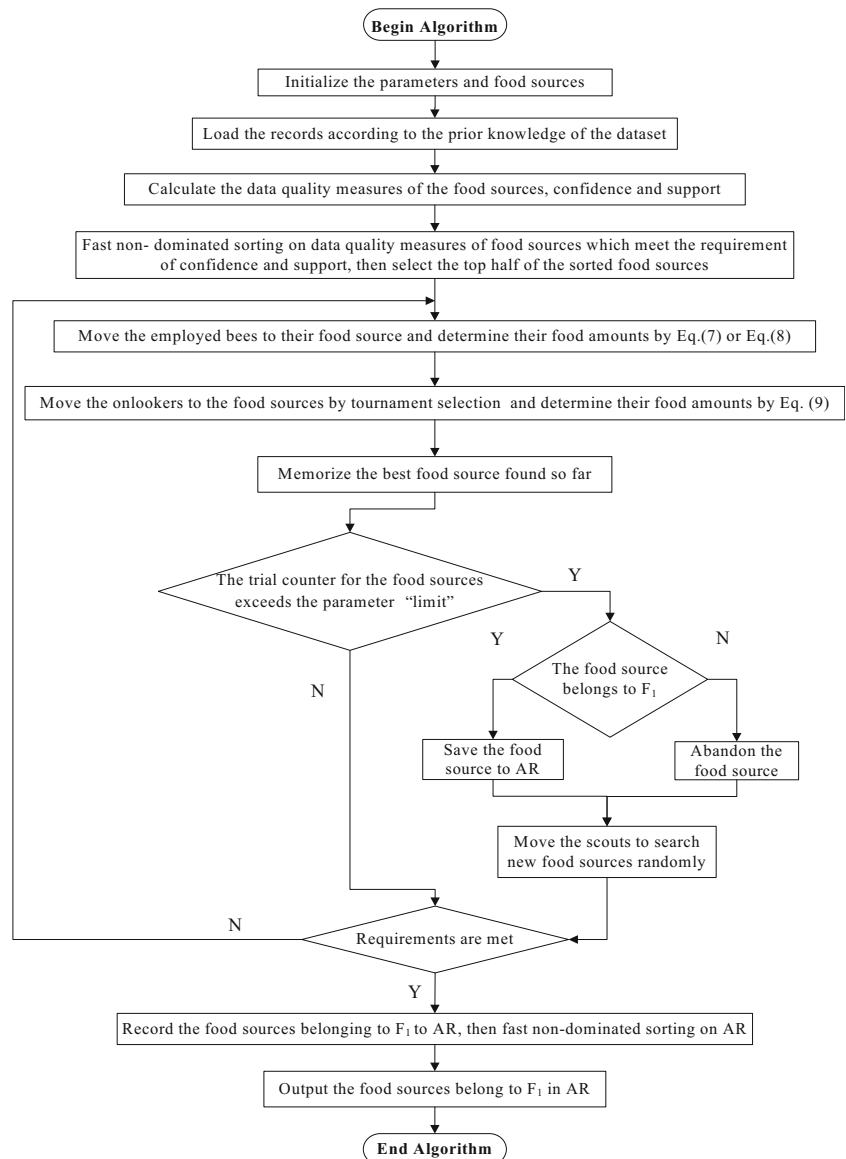 Begin Algorithm
Initialize the parameters and food sources
Load the records according to the prior knowledge of the dataset
Calculate the data quality measures of the food sources, confidence and support
Fast non- dominated sorting on data quality measures of food sources which meet the requirement
of confidence and support, then select the top half of the sorted food sources
Move the employed bees to their food source and determine their food amounts by Eq.(7) or Eq.(8)
Move the onlookers to the food sources by tournament selection and determine their food amounts by Eq. (9)
Memorize the best food source found so far
The trial counter for the food sources
exceeds the parameter “limit”
Y
N
Y
N
The food source
belongs to F₁
Save the food
source to AR
Abandon the
food source
Move the scouts to search
new food sources randomly
Requirements are met
N
Y
Record the food sources belonging to F₁ to AR, then fast non-dominated sorting on AR
Output the food sources belong to F₁ in AR
End Algorithm